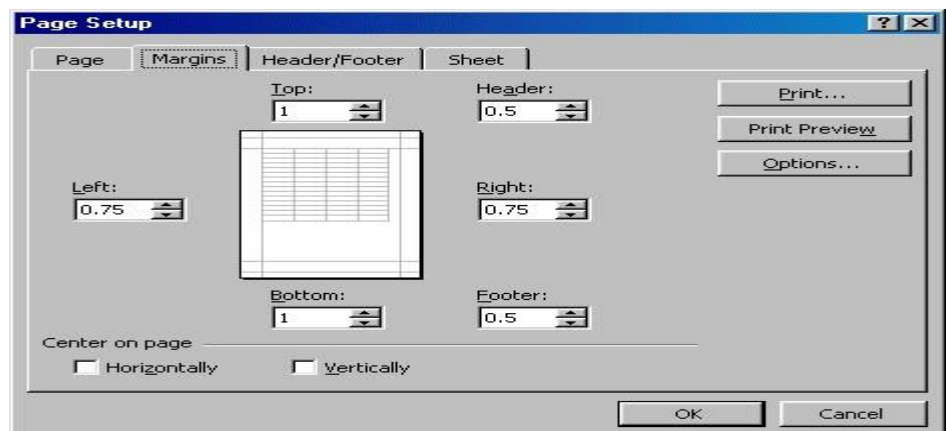 Page Setup
Page Margins Header/Footer Sheet
Top: Header:
1 0.5
Print...
Print Preview
Options...
Left: Right:
0.75 0.75
Bottom: Footer:
1 0.5
Center on page
Horizontally Vertically
OK Cancel